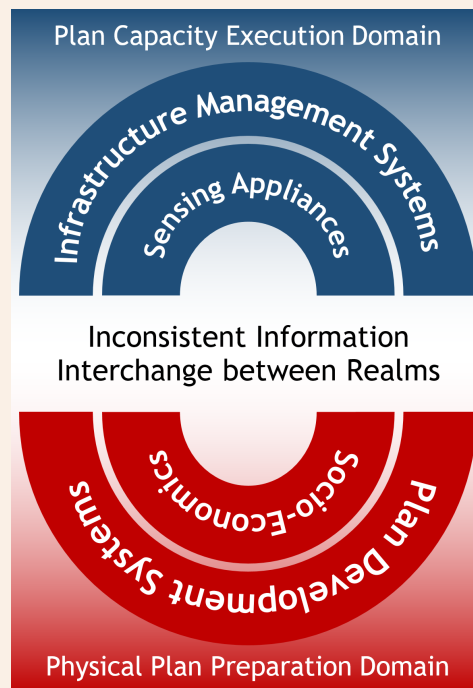 Plan Capacity Execution Domain
Infrastructure Management Systems
Sensing Appliances
Inconsistent Information
Interchange between Realms
Socio-Economics
Plan Development Systems
Physical Plan Preparation Domain